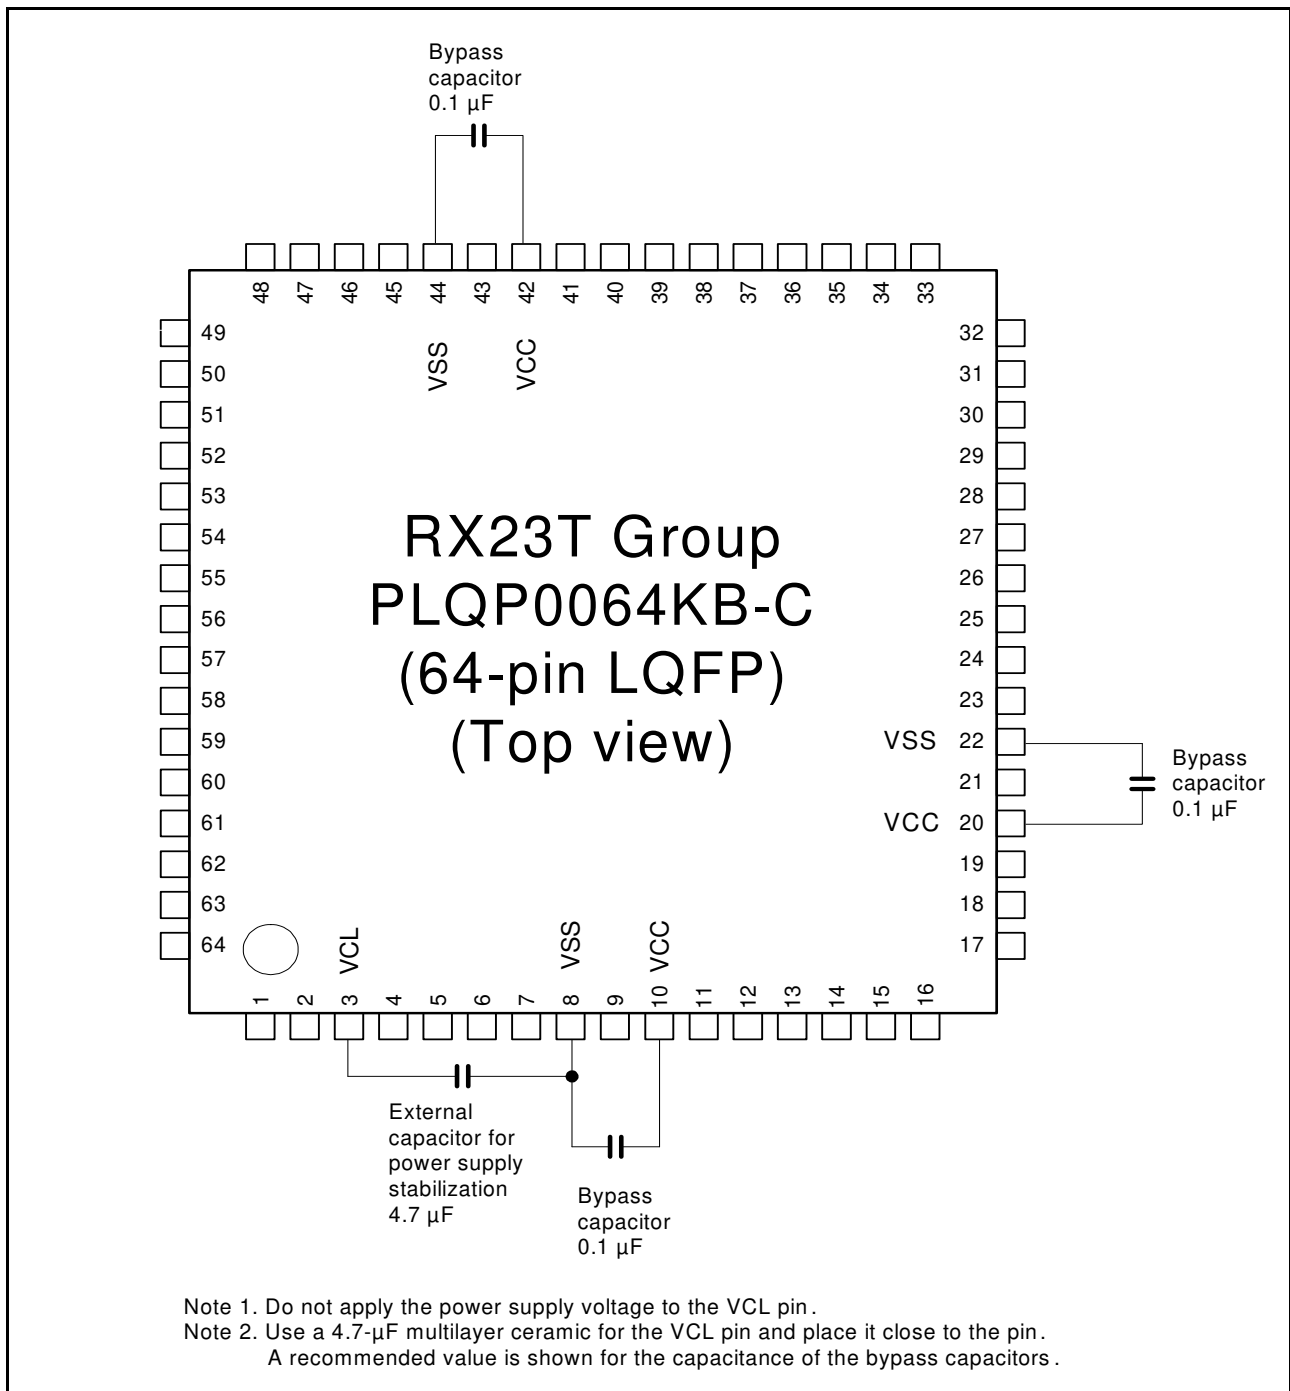 Bypass
capacitor
0.1 µF
48 47 46 45 44 43 42 41 40 39 38 37 36 35 34 33
VSS VCC
49
50
51
52
53
54
55
56
57
58
59
60
61
62
63
64
32
31
30
29
28
27
26
25
24
23
VSS 22
21
VCC 20
19
18
17
RX23T Group
PLQP0064KB-C
(64-pin LQFP)
(Top view)
Bypass
capacitor
0.1 µF
VCL VSS VCC
1 2 3 4 5 6 7 8 9 10 11 12 13 14 15 16
External
capacitor for
power supply
stabilization
4.7 µF
Bypass
capacitor
0.1 µF
Note 1. Do not apply the power supply voltage to the VCL pin.
Note 2. Use a 4.7-µF multilayer ceramic for the VCL pin and place it close to the pin.
A recommended value is shown for the capacitance of the bypass capacitors.